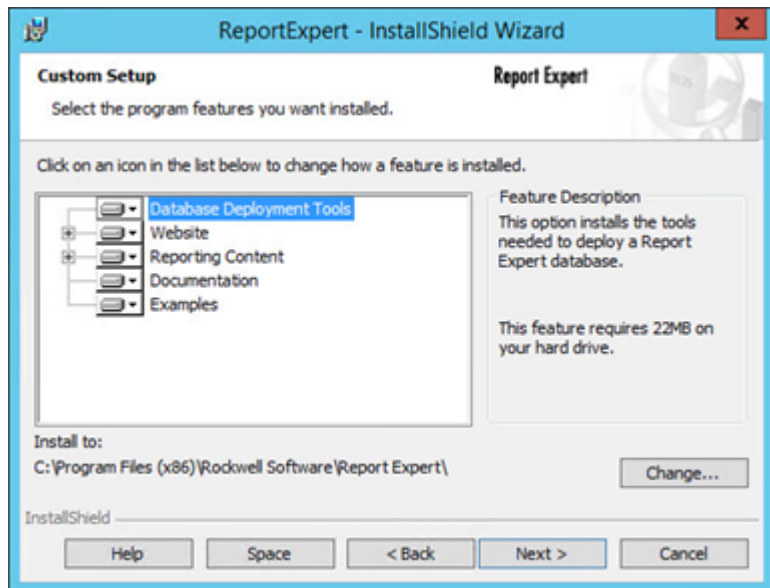 ReportExpert - InstallShield Wizard
x
Custom Setup
Report Expert
Select the program features you want installed.
Click on an icon in the list below to change how a feature is installed.
Database Deployment Tools
Website
Reporting Content
Documentation
Examples
Feature Description
This option installs the tools
needed to deploy a Report
Expert database.
This feature requires 22MB on
your hard drive.
Install to:
C:\Program Files (x86)\Rockwell Software\Report Expert\
Change...
InstallShield
Help
Space
< Back
Next >
Cancel